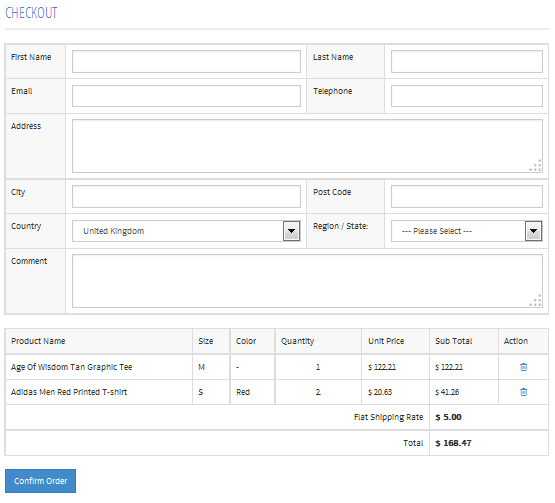 CHECKOUT
First Name Last Name
Email Telephone
Address
City Post Code
Country United Kingdom Region / State: --- Please Select ---
Comment
Product Name Size Color Quantity Unit Price Sub Total Action
Age Of Wisdom Tan Graphic Tee M - 1 $ 122.21 $ 122.21
Adidas Men Red Printed T-shirt S Red 2 $ 20.63 $ 41.26
Flat Shipping Rate $ 5.00
Total $ 168.47
Confirm Order